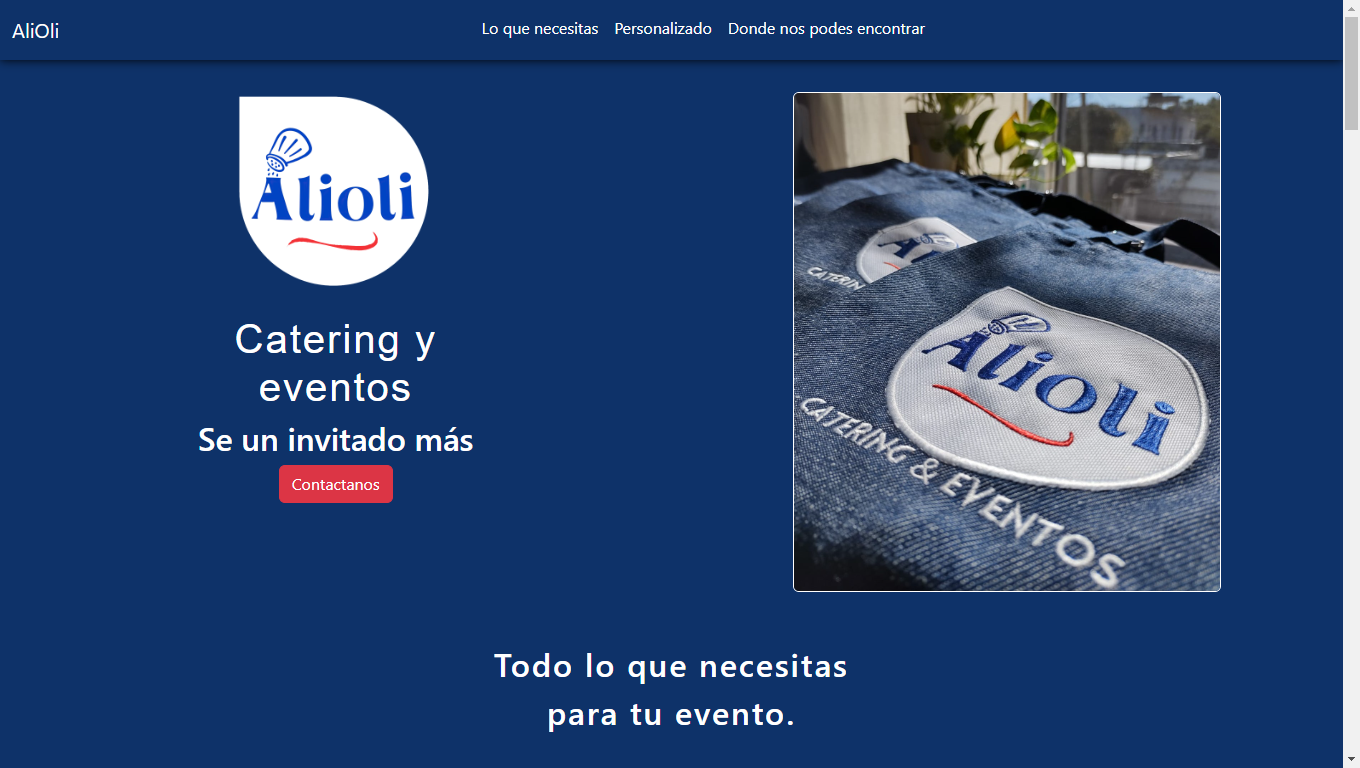 AliOli
Lo que necesitas
Personalizado
Donde nos podes encontrar
Alioli
Catering y
eventos
Se un invitado más
Contactanos
Ali
CATERIN
Alioli
CATERING & EVENTOS
Todo lo que necesitas
para tu evento.